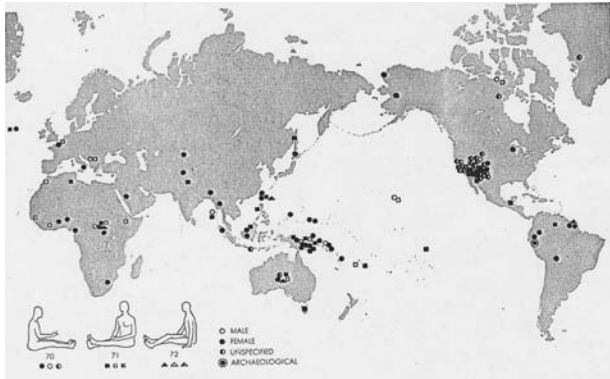 70
71
72
MALE
FEMALE
UNSPECIFIED
ARCHAEOLOGICAL